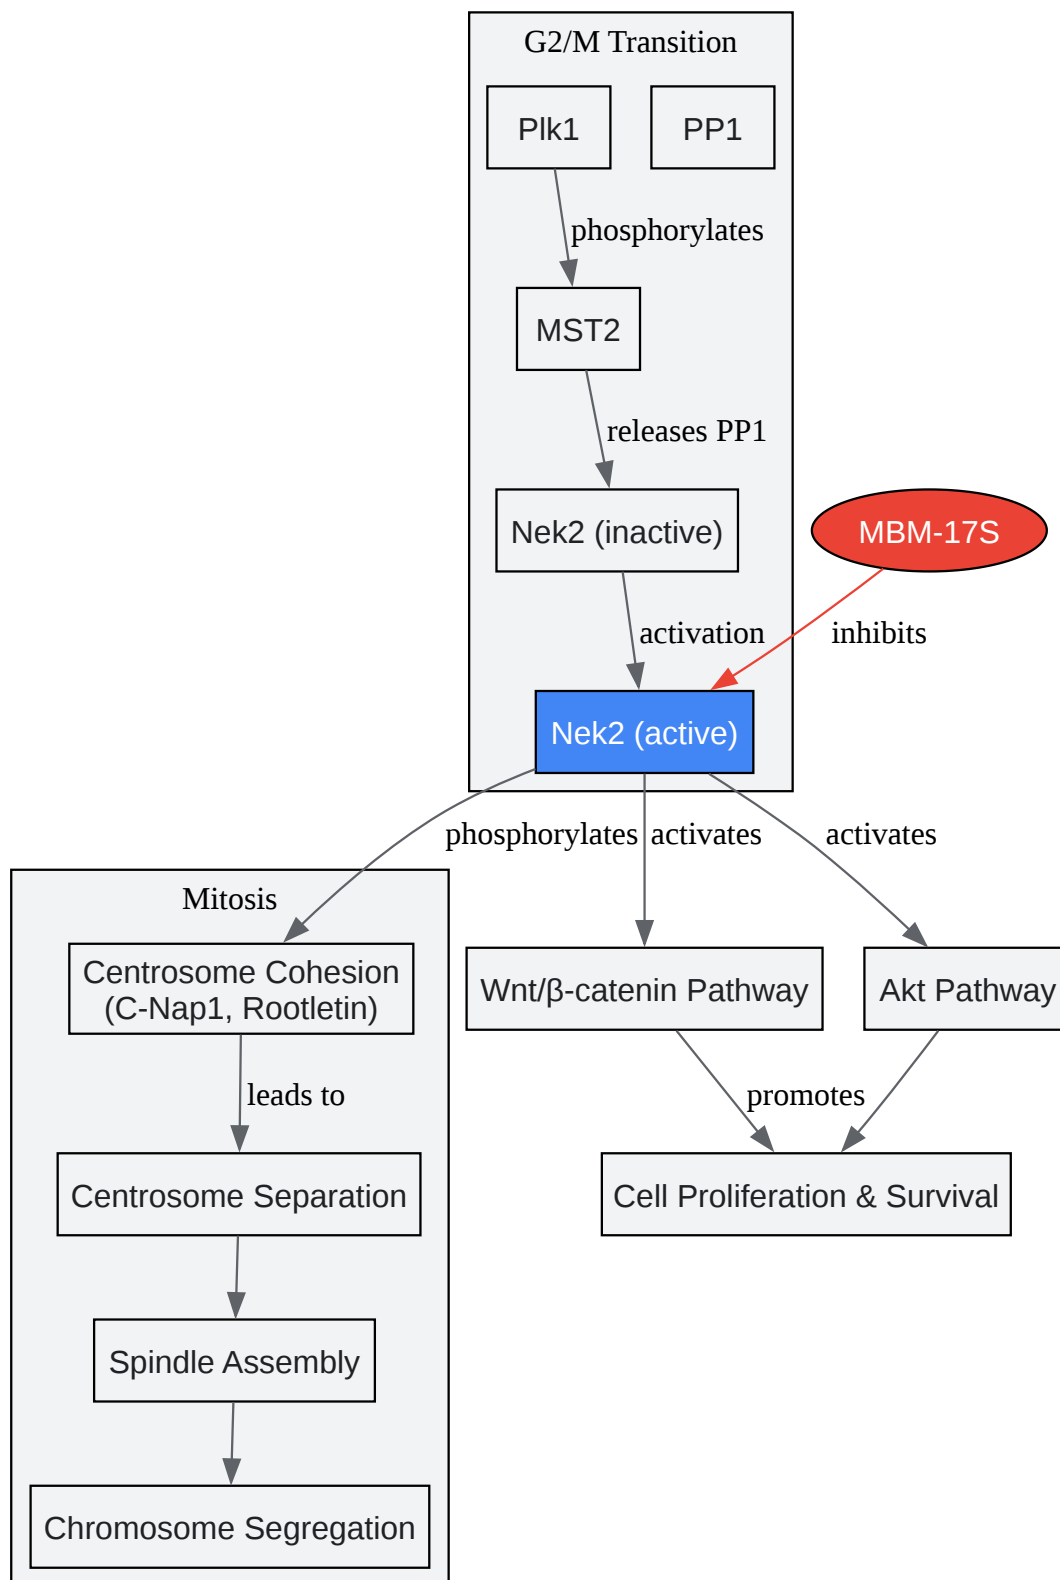 G2/M Transition
Plk1
PP1
phosphorylates
MST2
releases PP1
Nek2 (inactive)
MBM-17S
activation
inhibits
Nek2 (active)
phosphorylates
activates
activates
Mitosis
Centrosome Cohesion
(C-Nap1, Rootletin)
Wnt/β-catenin Pathway
Akt Pathway
leads to
promotes
Centrosome Separation
Cell Proliferation & Survival
Spindle Assembly
Chromosome Segregation